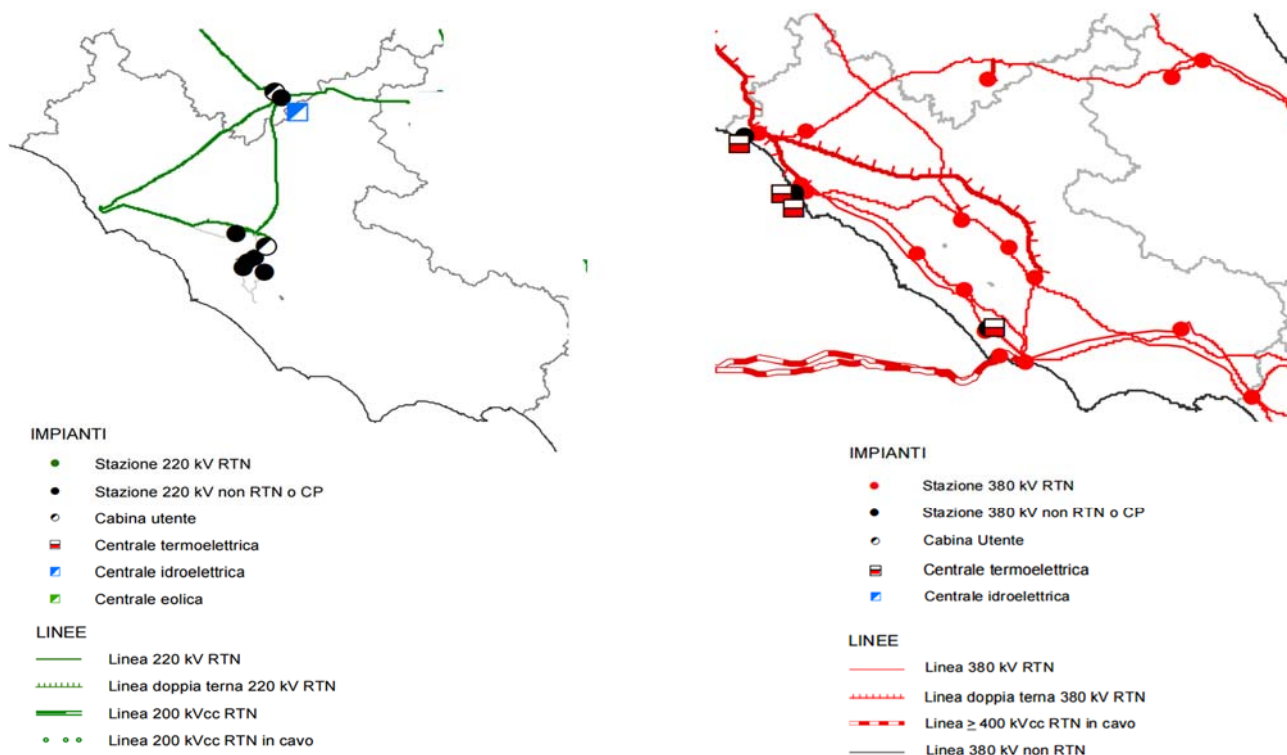 IMPIANTI
Stazione 220 kV RTN
Stazione 220 kV non RTN o CP
Cabina utente
Centrale termoelettrica
Centrale idroelettrica
Centrale eolica
LINEE
Linea 220 kV RTN
Linea doppia terna 220 kV RTN
Linea 200 kVcc RTN
Linea 200 kVcc RTN in cavo
IMPIANTI
Stazione 380 kV RTN
Stazione 380 kV non RTN o CP
Cabina Utente
Centrale termoelettrica
Centrale idroelettrica
LINEE
Linea 380 kV RTN
Linea doppia terna 380 kV RTN
Linea ≥ 400 kVcc RTN in cavo
Linea 380 kV non RTN